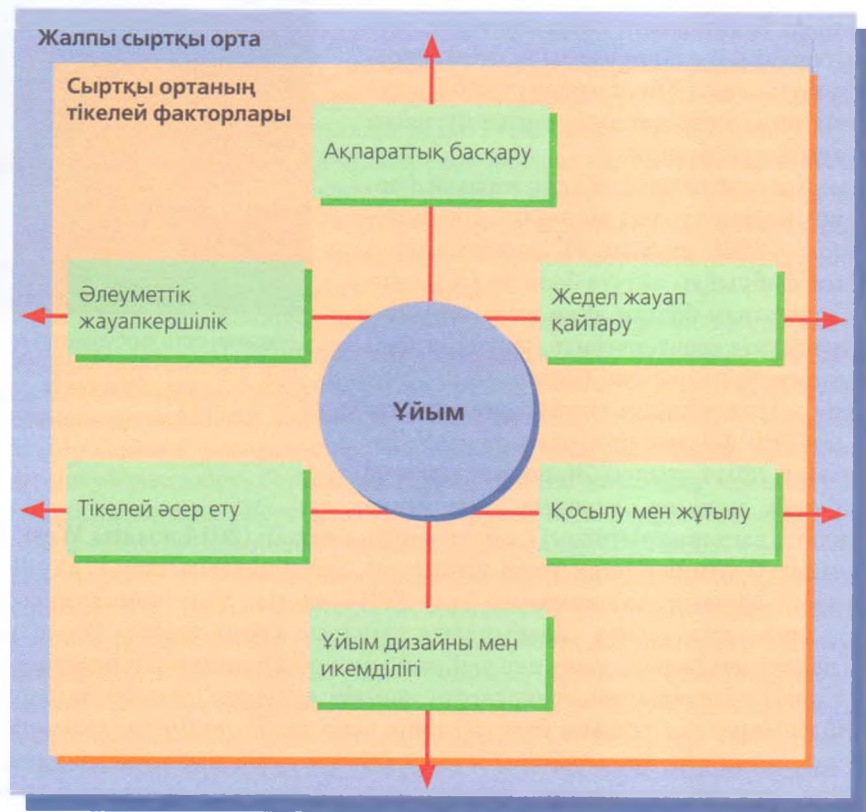 Жалпы сыртқы орта
Сыртқы ортаның
тікелей факторлары
Ақпараттық басқару
Әлеуметтік
жауапкершілік
Жедел жауап
қайтару
Ұйым
Тікелей әсер ету
Қосылу мен жұтылу
Ұйым дизайны мен
икемділігі